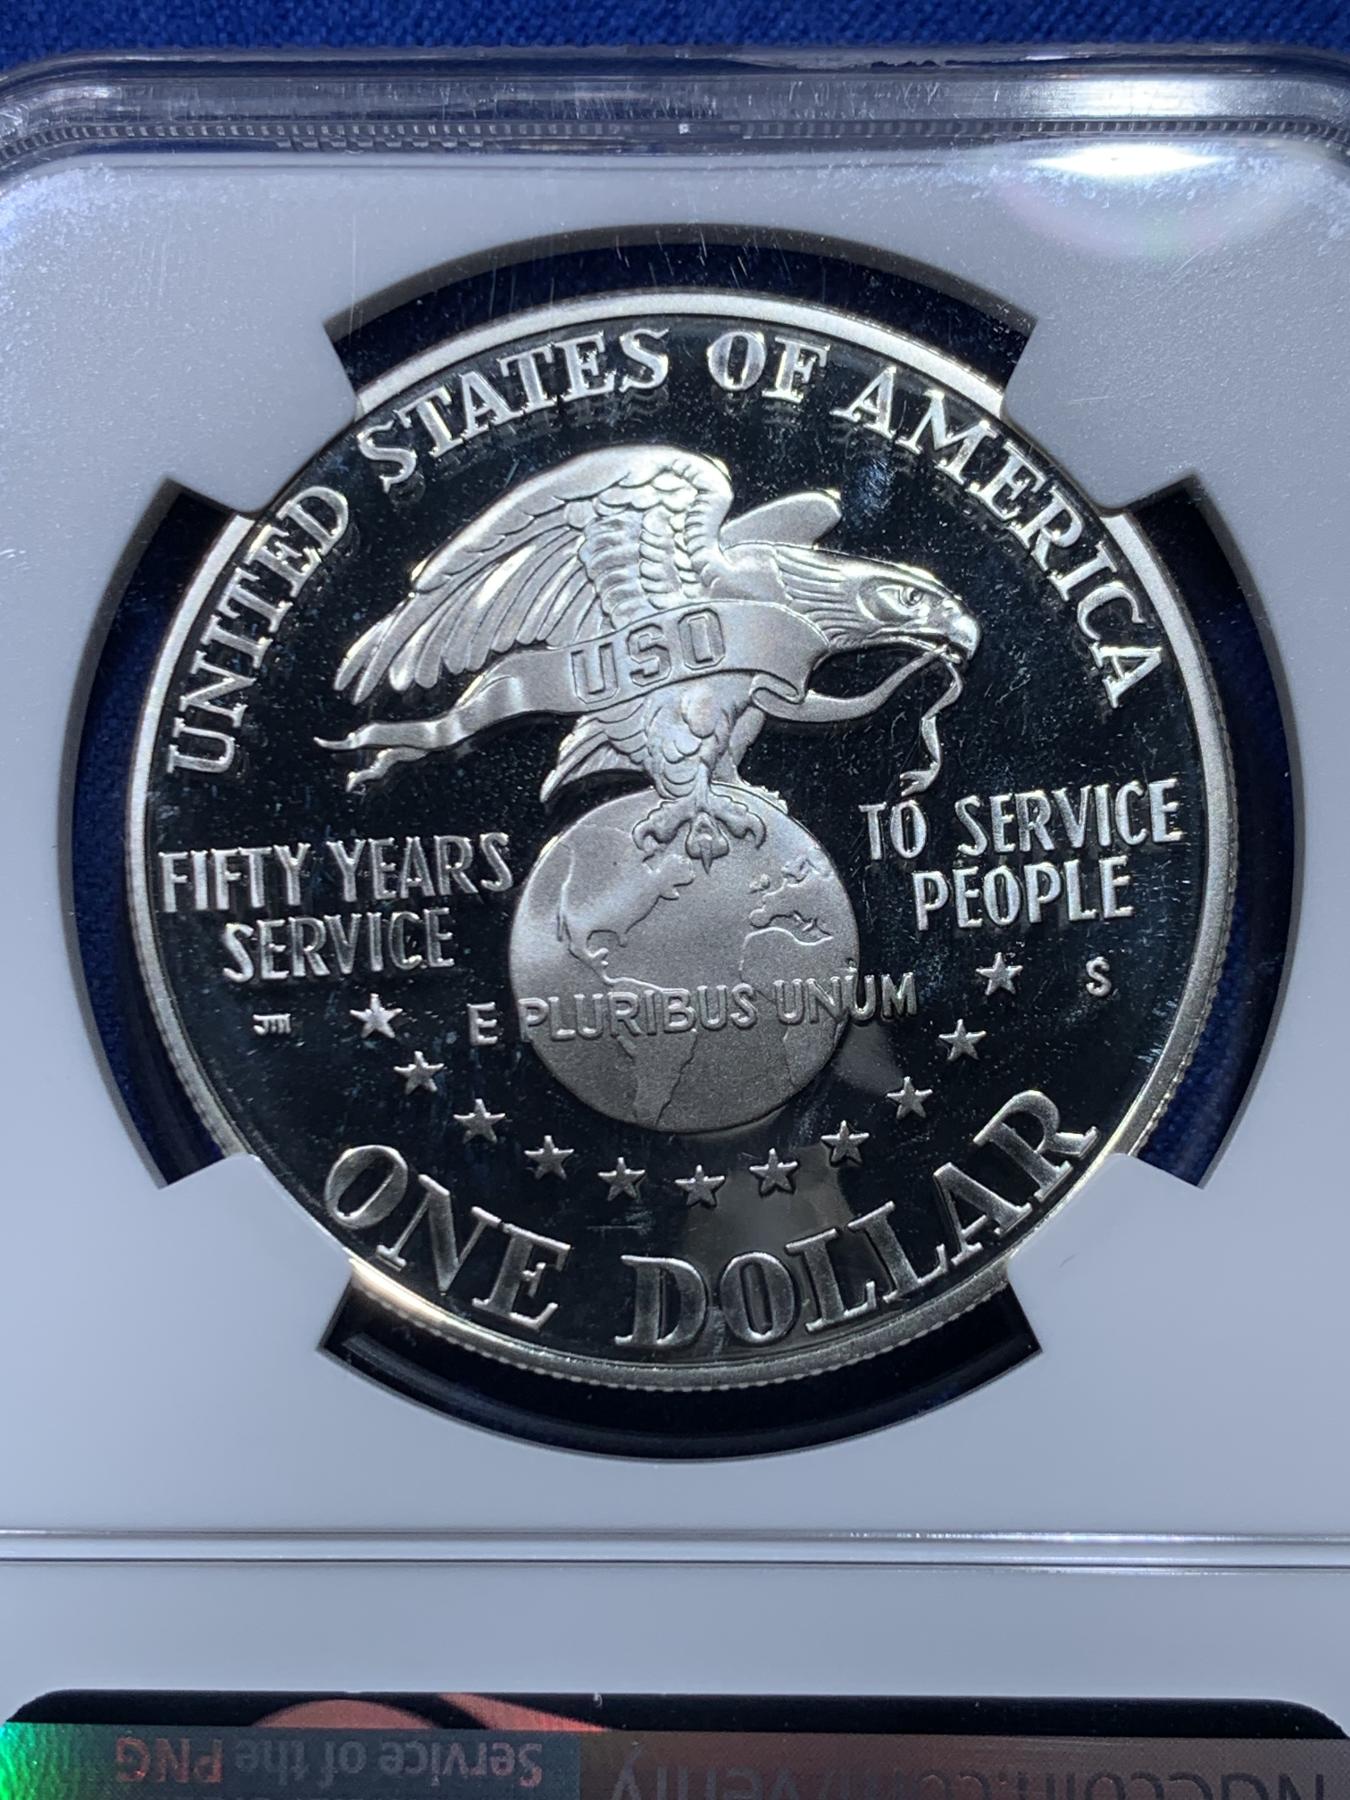 UNITED STATES OF AMERICA
USO
FIFTY YEARS
SERVICE
TO SERVICE
PEOPLE
JM
S
E PLURIBUS UNUM
ONE DOLLAR
Service of the PNG